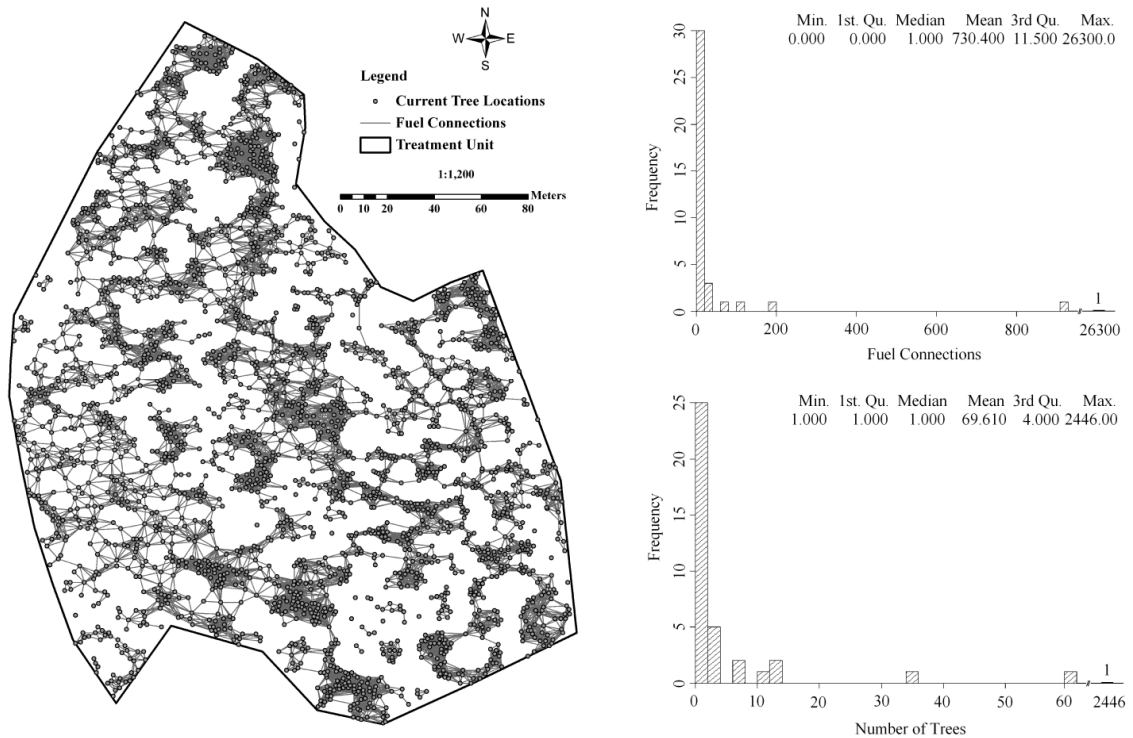 N
W E
S
Legend
Current Tree Locations
Fuel Connections
Treatment Unit
1:1,200
Meters
0 10 20 40 60 80
Min. 1st. Qu. Median Mean 3rd Qu. Max.
0.000 0.000 1.000 730.400 11.500 26300.0
30
25
20
15
10
5
0
Frequency
1
0 200 400 600 800 26300
Fuel Connections
Min. 1st. Qu. Median Mean 3rd Qu. Max.
1.000 1.000 1.000 69.610 4.000 2446.00
25
20
15
10
5
0
Frequency
1
0 10 20 30 40 50 60 2446
Number of Trees